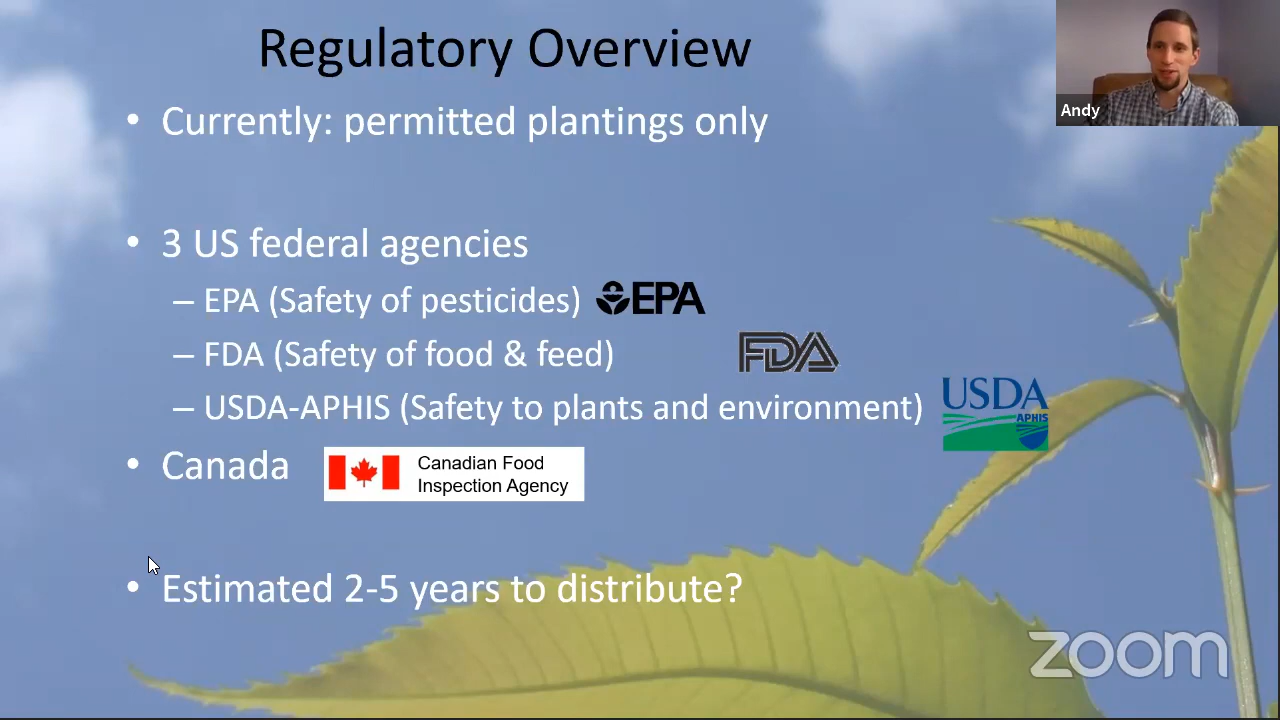 Regulatory Overview
Andy
• Currently: permitted plantings only
• 3 US federal agencies
– EPA (Safety of pesticides) EPA
– FDA (Safety of food & feed) FDA
– USDA-APHIS (Safety to plants and environment) USDA
APHIS
• Canada
Canadian Food
Inspection Agency
• Estimated 2-5 years to distribute?
zoom